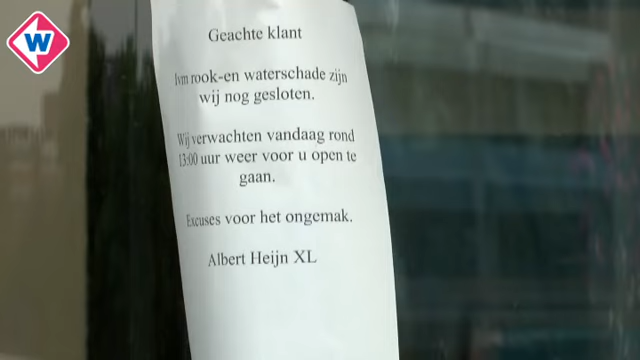 W
Geachte klant
Ivm rook-en waterschade zijn
wij nog gesloten.
Wij verwachten vandaag rond
13:00 uur weer voor u open te
gaan.
Excuses voor het ongemak.
Albert Heijn XL